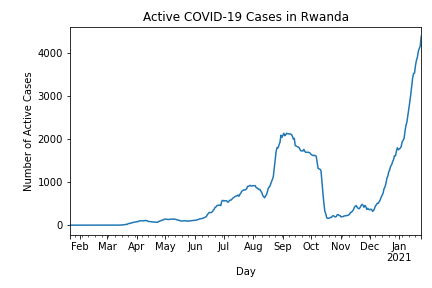 Active COVID-19 Cases in Rwanda
Number of Active Cases
4000
3000
2000
1000
0
Feb Mar Apr May Jun Jul Aug Sep Oct Nov Dec Jan
2021
Day